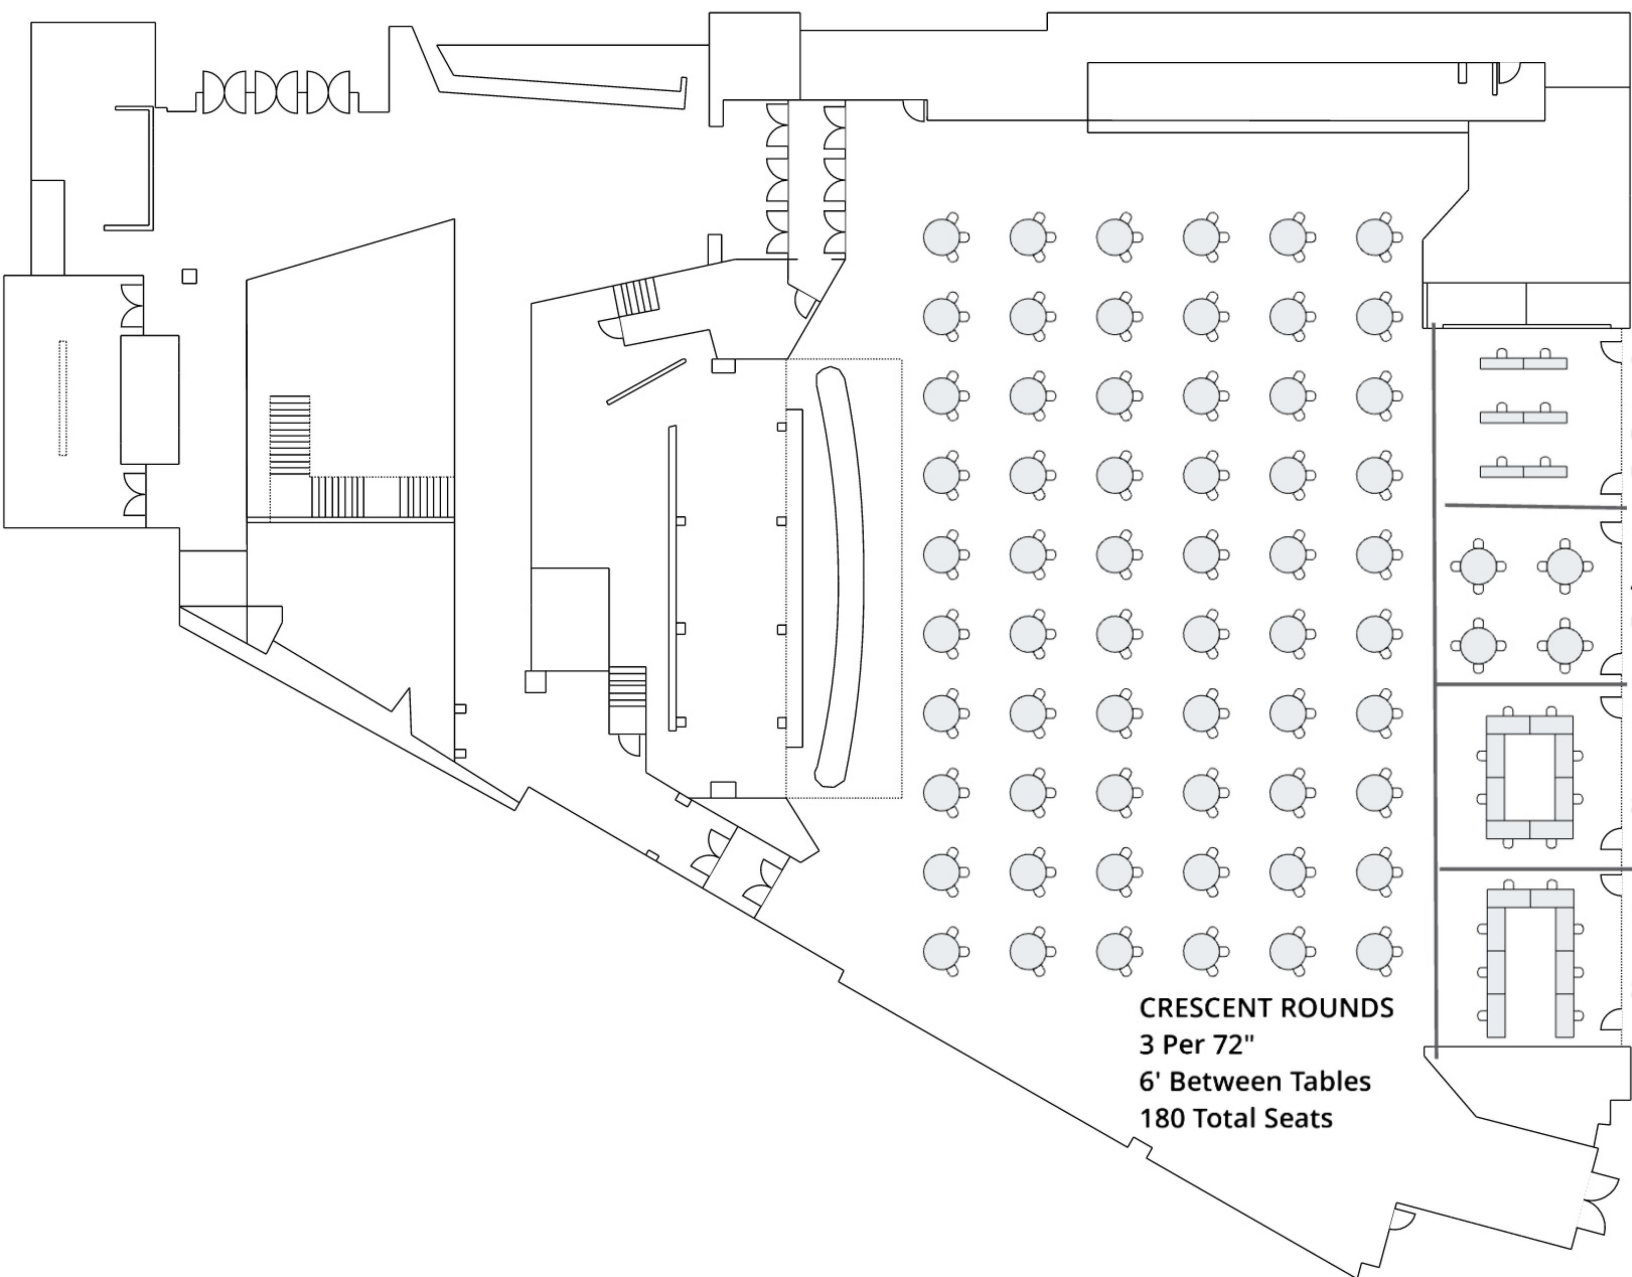 CRESCENT ROUNDS
3 Per 72"
6' Between Tables
180 Total Seats